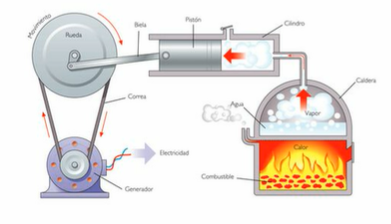 Movimiento
Rueda
Biela
Pistón
Cilindro
Correa
Electricidad
Generador
Agua
Vapor
Caldera
Calor
Combustible